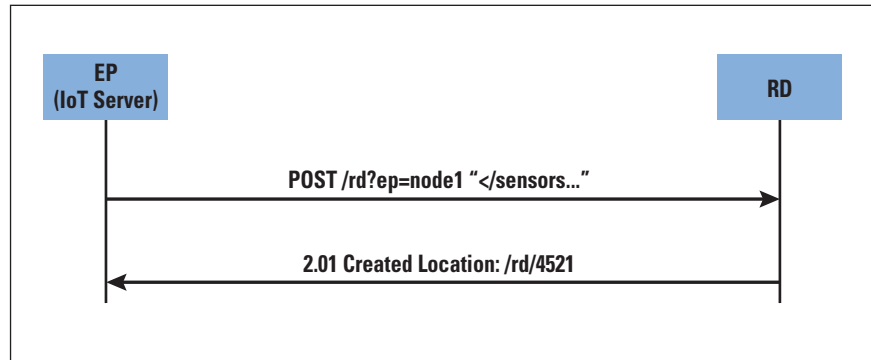 EP
(IoT Server)
RD
POST /rd?ep=node1 “</sensors...”
2.01 Created Location: /rd/4521